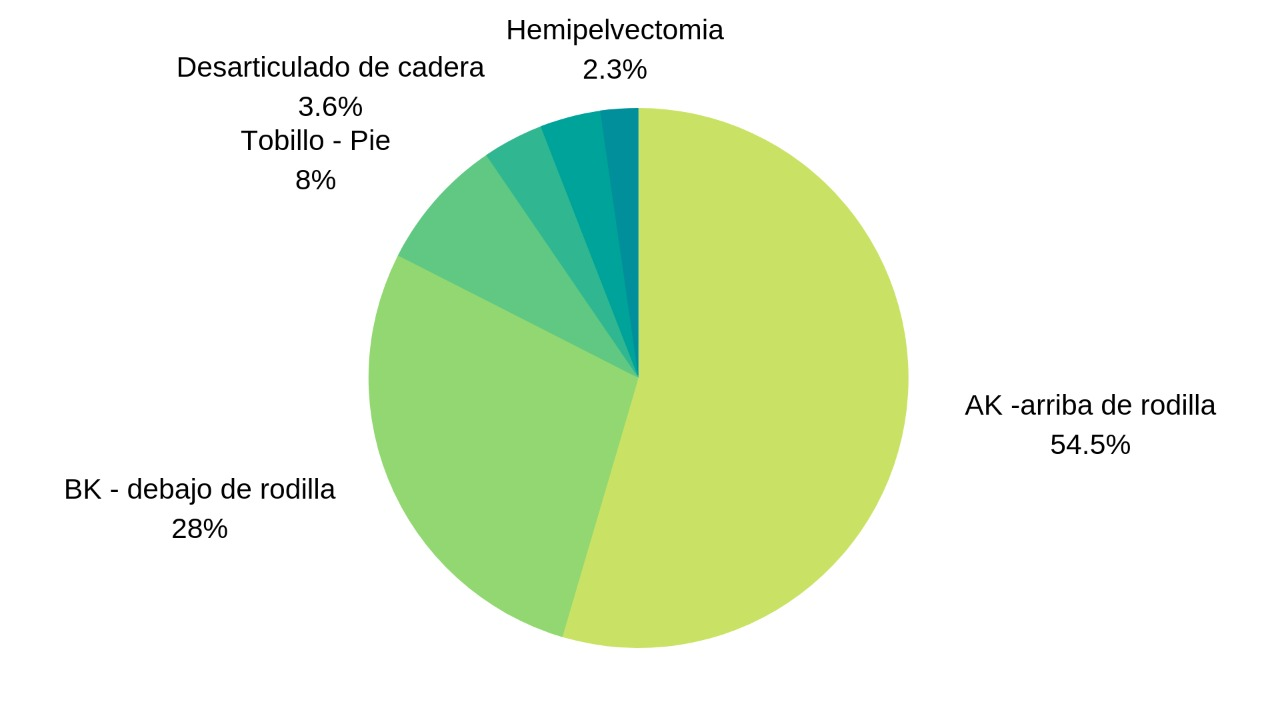 Hemipelvectomia
2.3%
Desarticulado de cadera
3.6%
Tobillo - Pie
8%
AK -arriba de rodilla
54.5%
BK - debajo de rodilla
28%